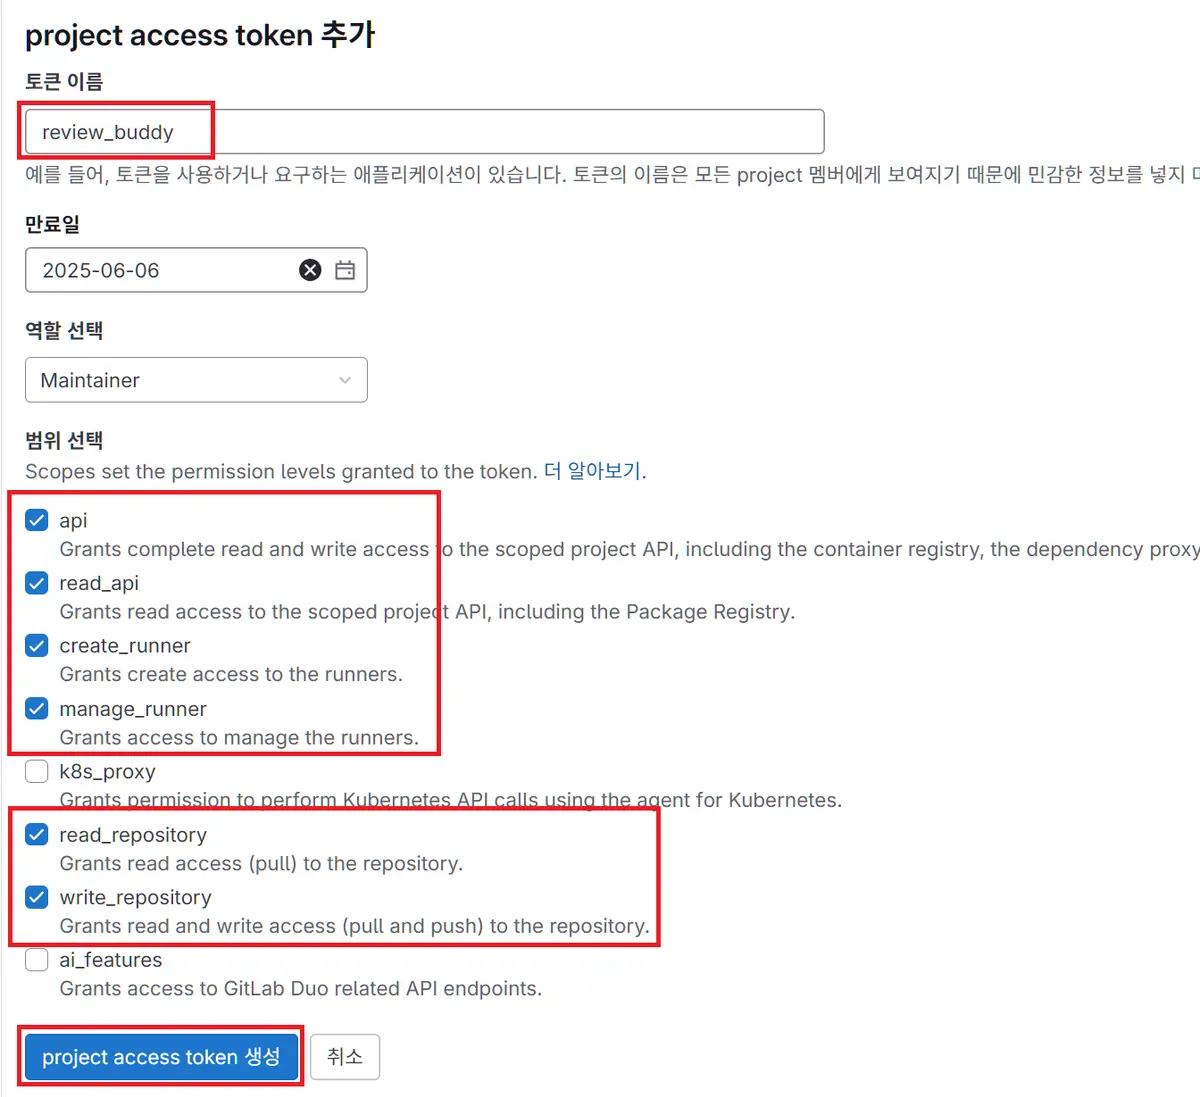 project access token 추가
토큰 이름
review_buddy
예를 들어, 토큰을 사용하거나 요구하는 애플리케이션이 있습니다. 토큰의 이름은 모든 project 멤버에게 보여지기 때문에 민감한 정보를 넣지
만료일
2025-06-06
역할 선택
Maintainer
범위 선택
Scopes set the permission levels granted to the token. 더 알아보기.
api
Grants complete read and write access to the scoped project API, including the container registry, the dependency proxy
read_api
Grants read access to the scoped project API, including the Package Registry.
create_runner
Grants create access to the runners.
manage_runner
Grants access to manage the runners.
k8s_proxy
Grants permission to perform Kubernetes API calls using the agent for Kubernetes.
read_repository
Grants read access (pull) to the repository.
write_repository
Grants read and write access (pull and push) to the repository.
ai_features
Grants access to GitLab Duo related API endpoints.
project access token 생성
취소